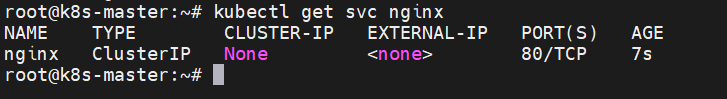 root@k8s-master:~# kubectl get svc nginx
NAME    TYPE        CLUSTER-IP   EXTERNAL-IP   PORT(S)   AGE
nginx   ClusterIP   None         <none>        80/TCP    7s
root@k8s-master:~#